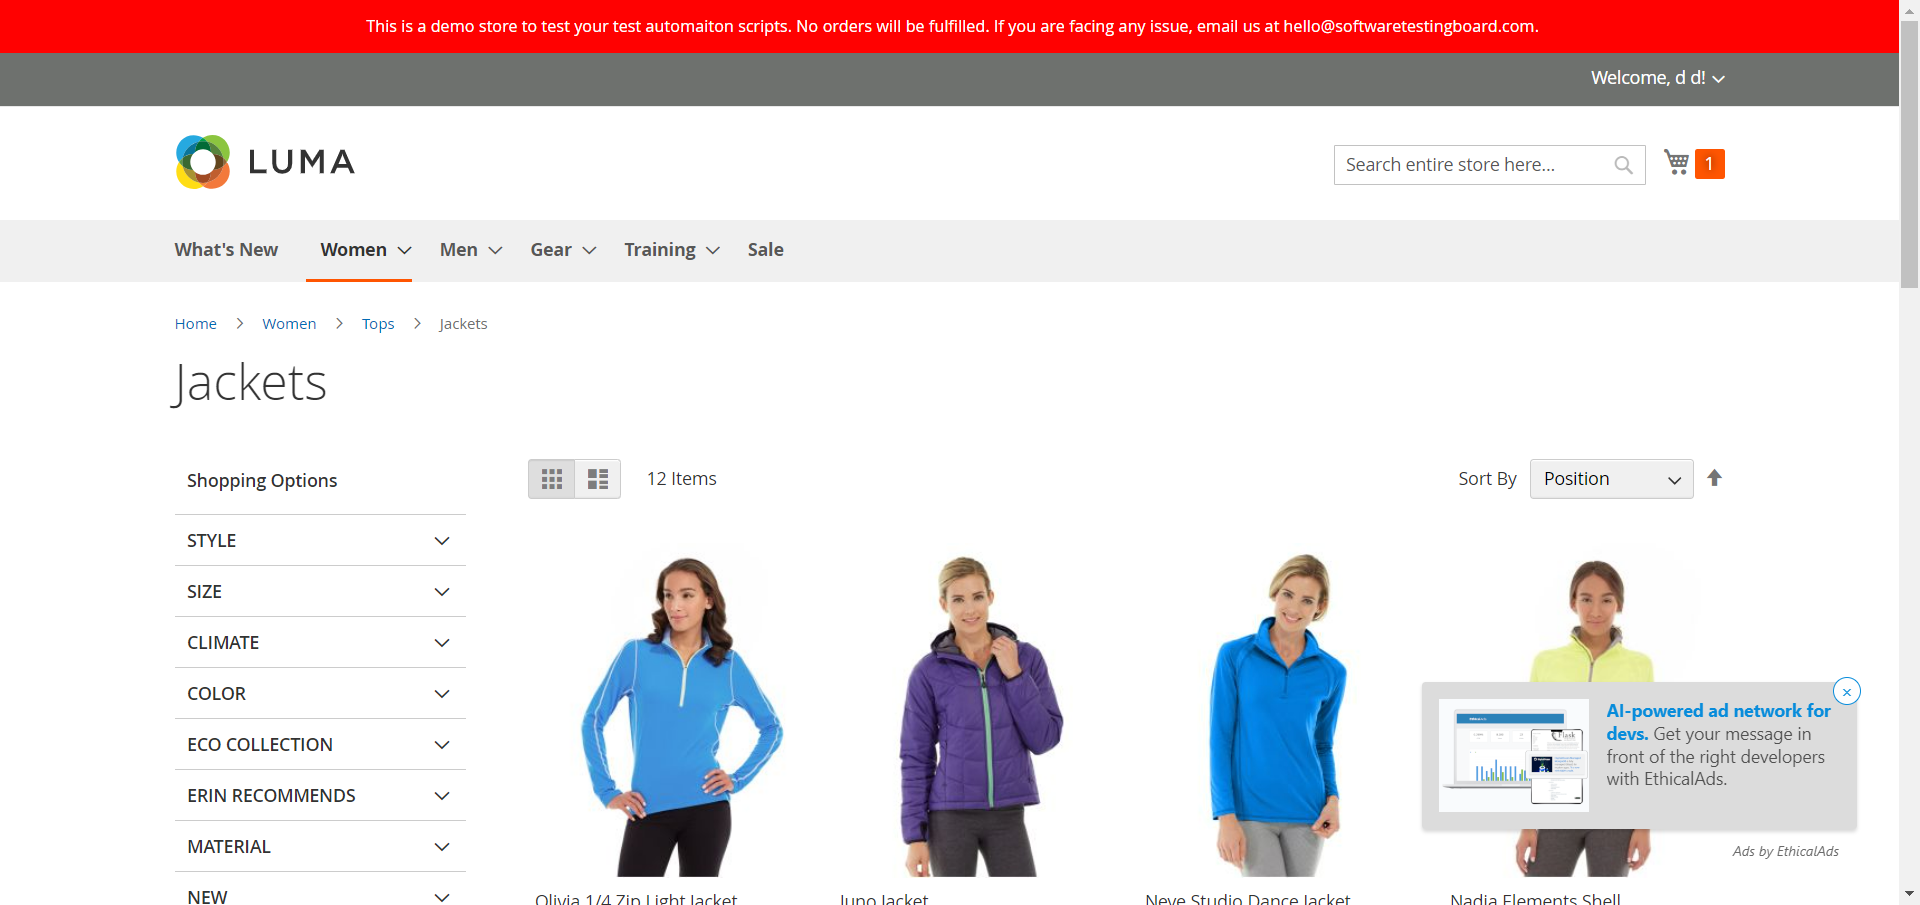 This is a demo store to test your test automaiton scripts. No orders will be fulfilled. If you are facing any issue, email us at hello@softwaretestingboard.com.
Welcome, d d!
LUMA
Search entire store here...
1
What's New Women Men Gear Training Sale
Home > Women > Tops > Jackets
Jackets
Shopping Options
12 Items
Sort By Position
STYLE
SIZE
CLIMATE
COLOR
ECO COLLECTION
ERIN RECOMMENDS
MATERIAL
NEW
AI-powered ad network for
devs. Get your message in
front of the right developers
with EthicalAds.
Ads by EthicalAds
Olivia 1/4 Zip Light Jacket
Juno Jacket
Neve Studio Dance Jacket
Nadia Elements Shell